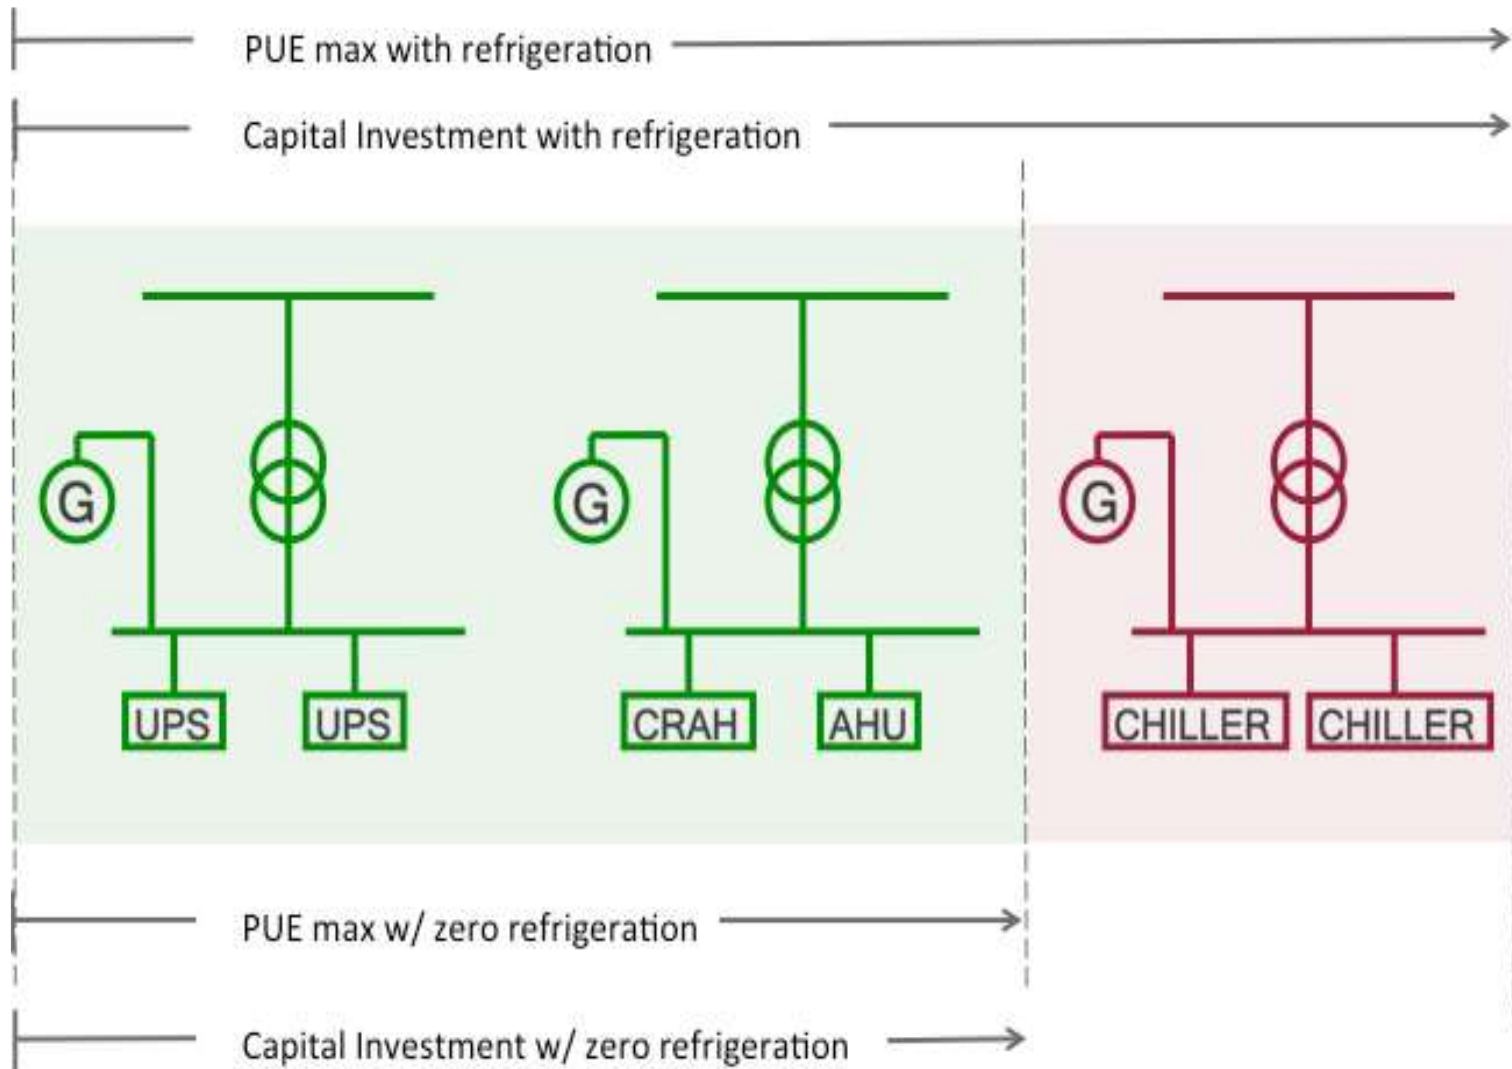 PUE max with refrigeration
Capital Investment with refrigeration
G
G
G
UPS UPS CRAH AHU CHILLER CHILLER
PUE max w/ zero refrigeration
Capital Investment w/ zero refrigeration